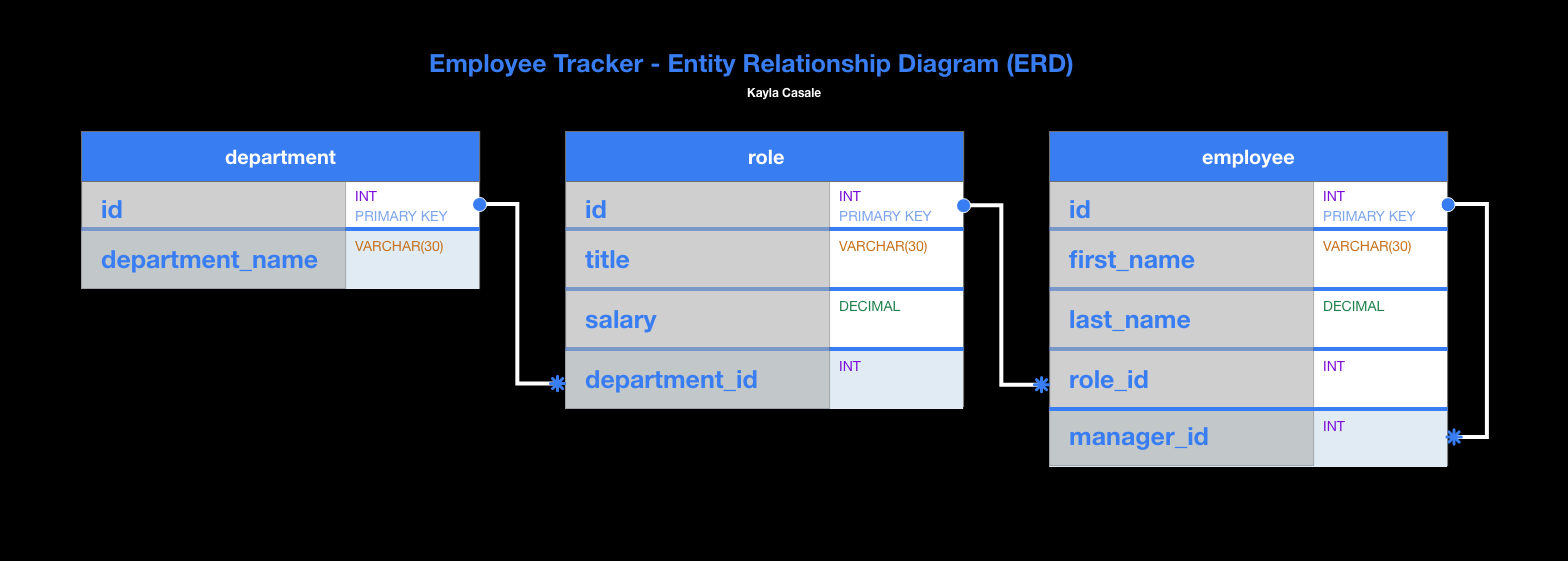 Employee Tracker - Entity Relationship Diagram (ERD)
Kayla Casale
department
id
INT
PRIMARY KEY
department_name
VARCHAR(30)
role
id
INT
PRIMARY KEY
title
VARCHAR(30)
salary
DECIMAL
department_id
INT
employee
id
INT
PRIMARY KEY
first_name
VARCHAR(30)
last_name
DECIMAL
role_id
INT
manager_id
INT